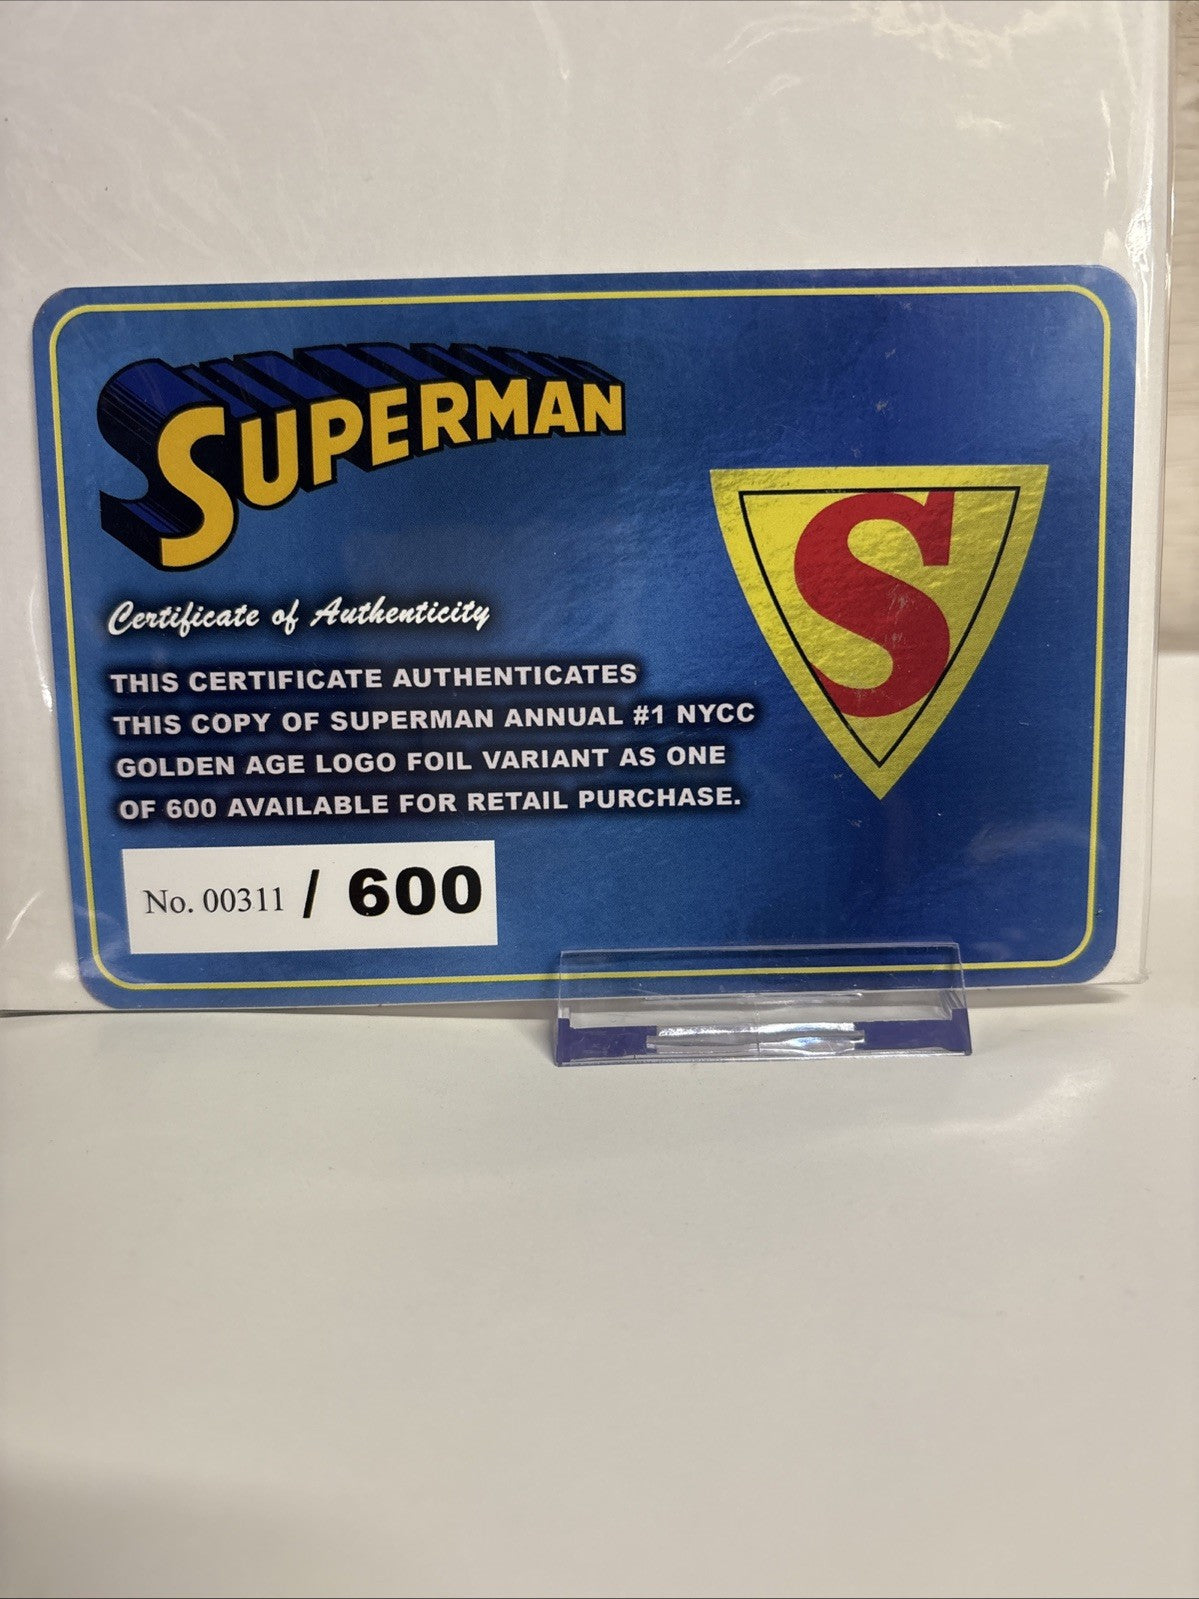 SUPERMAN
Certificate of Authenticity
THIS CERTIFICATE AUTHENTICATES
THIS COPY OF SUPERMAN ANNUAL #1 NYCC
GOLDEN AGE LOGO FOIL VARIANT AS ONE
OF 600 AVAILABLE FOR RETAIL PURCHASE.
No. 00311 / 600
S